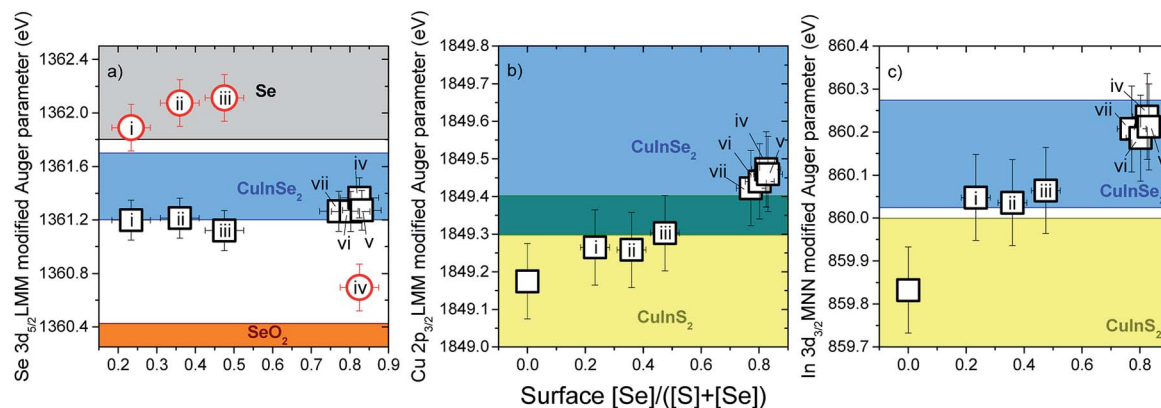 Se 3d5/2LMM modified Auger parameter (eV)
1362.4
1362.0
1361.6
1361.2
1360.8
1360.4
a)
Se
i
ii
iii
CuInSe2
vii
iv
i
ii
iii
vi
v
iv
SeO2
0.2 0.3 0.4 0.5 0.6 0.7 0.8 0.9
Cu 2p3/2LMM modified Auger parameter (eV)
1849.8
1849.7
1849.6
1849.5
1849.4
1849.3
1849.2
1849.1
1849.0
b)
CuInSe2
iv
vi
v
vii
i
ii
iii
CuInS2
0.0 0.2 0.4 0.6 0.8
In 3d3/2MNN modified Auger parameter (eV)
860.4
860.3
860.2
860.1
860.0
859.9
859.8
859.7
c)
iv
vii
vi
v
i
ii
iii
CuInSe2
CuInS2
0.0 0.2 0.4 0.6 0.8
Surface [Se]/([S]+[Se])